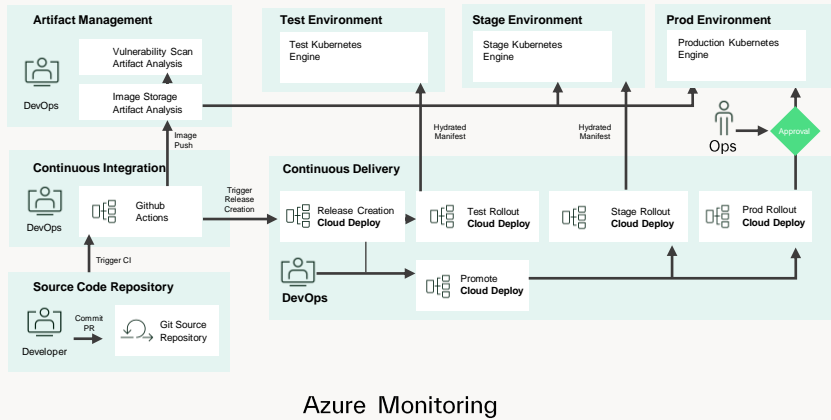 Artifact Management
Vulnerability Scan
Artifact Analysis
DevOps
Image Storage
Artifact Analysis
Test Environment
Test Kubernetes
Engine
Stage Environment
Stage Kubernetes
Engine
Prod Environment
Production Kubernetes
Engine
Image
Push
Hydrated
Manifest
Hydrated
Manifest
Ops
Approval
Continuous Integration
DevOps
Github
Actions
Trigger
Release
Creation
Continuous Delivery
Release Creation
Cloud Deploy
Test Rollout
Cloud Deploy
Stage Rollout
Cloud Deploy
Prod Rollout
Cloud Deploy
DevOps
Promote
Cloud Deploy
Trigger CI
Source Code Repository
Developer
Commit
PR
Git Source
Repository
Azure Monitoring